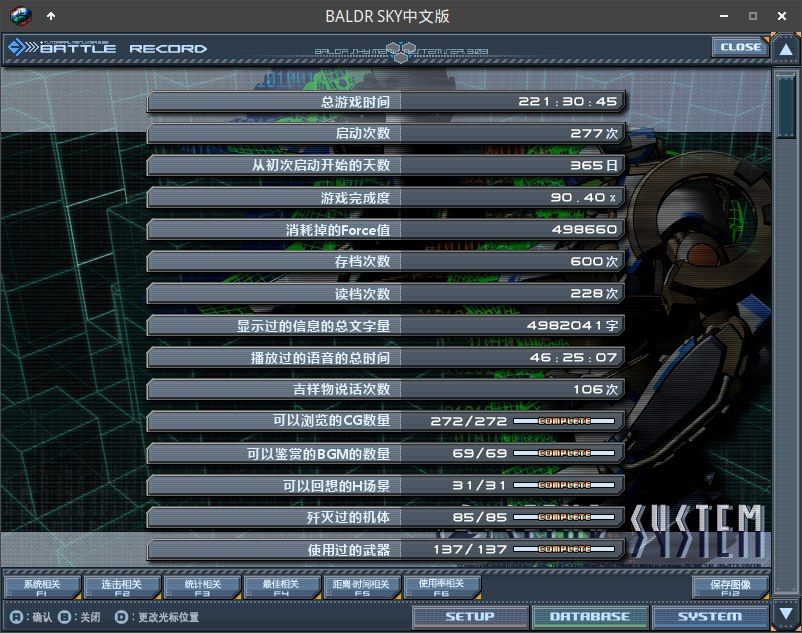 BALDR SKY中文版
BATTLE RECORD
CLOSE
总游戏时间 221:30:45
启动次数 277次
从初次启动开始的天数 365日
游戏完成度 90.40%
消耗掉的Force值 498660
存档次数 600次
读档次数 228次
显示过的信息的总文字量 4982041字
播放过的语音的总时间 46:25:07
吉祥物说话次数 106次
可以浏览的CG数量 272/272 COMPLETE
可以鉴赏的BGM的数量 69/69 COMPLETE
可以回想的H场景 31/31 COMPLETE
歼灭过的机体 85/85 COMPLETE
使用过的武器 137/137 COMPLETE
SYSTEM
系统相关 连击相关 统计相关 最佳相关 距离·时间相关 使用率相关 保存图像
F1 F2 F3 F4 F5 F6 F12
A:确认 B:关闭 D:更改光标位置
SETUP DATABASE SYSTEM